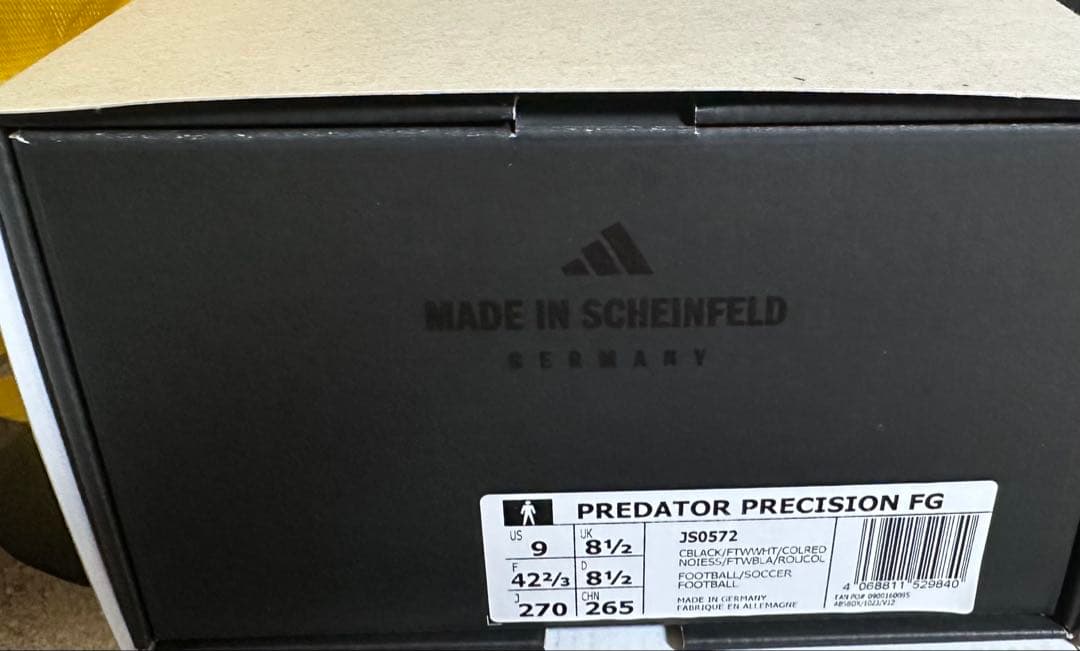 MADE IN SCHEINFELD
GERMANY
PREDATOR PRECISION FG
US 9
UK 8½
F 42⅔
D 8½
J 270
CHN 265
JS0572
CBLACK/FTWWHT/COLRED
NOIESS/FTWBLA/ROUCOL
FOOTBALL/SOCCER
FOOTBALL
MADE IN GERMANY
FABRIQUE EN ALLEMAGNE
4 068811 529840